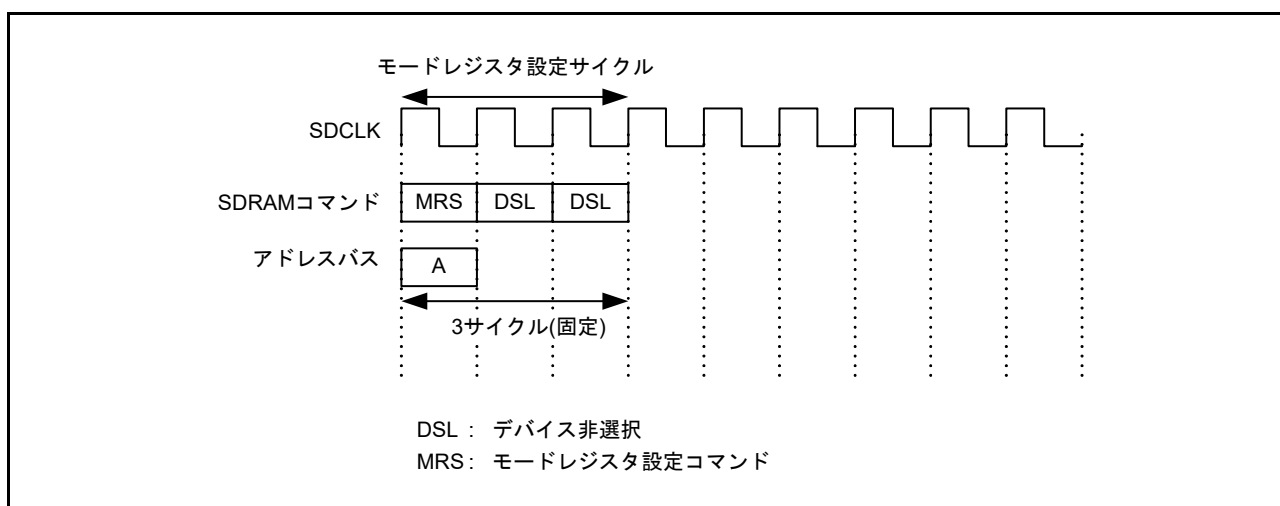 モードレジスタ設定サイクル
SDCLK
SDRAMコマンド MRS DSL DSL
アドレスバス A
3サイクル(固定)
DSL : デバイス非選択
MRS : モードレジスタ設定コマンド